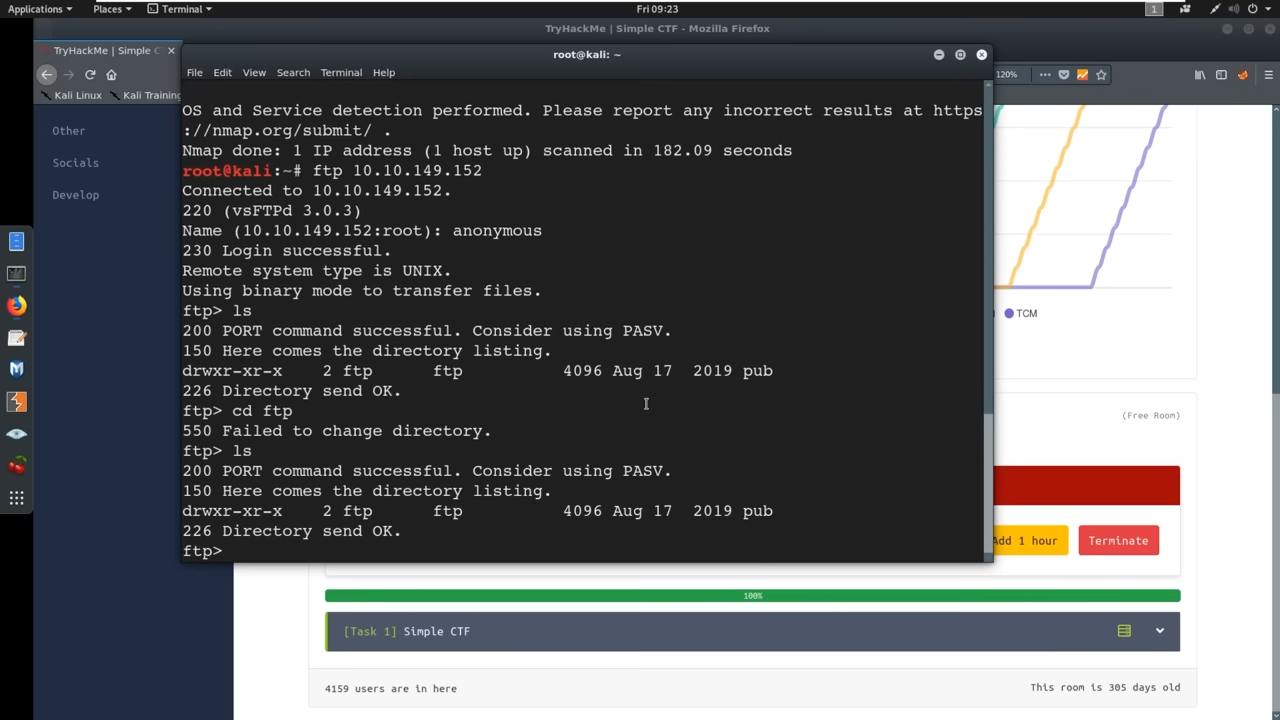 Applications ▾ Places ▾ Terminal ▾ Fri 09:23 1
TryHackMe | Simple CTF - Mozilla Firefox
TryHackMe | Simple C
root@kali: ~
File Edit View Search Terminal Help
120%
Kali Linux Kali Training
Other
Socials
Develop
OS and Service detection performed. Please report any incorrect results at https
://nmap.org/submit/ .
Nmap done: 1 IP address (1 host up) scanned in 182.09 seconds
root@kali:~# ftp 10.10.149.152
Connected to 10.10.149.152.
220 (vsFTPd 3.0.3)
Name (10.10.149.152:root): anonymous
230 Login successful.
Remote system type is UNIX.
Using binary mode to transfer files.
ftp> ls
200 PORT command successful. Consider using PASV.
150 Here comes the directory listing.
drwxr-xr-x    2 ftp      ftp          4096 Aug 17  2019 pub
226 Directory send OK.
ftp> cd ftp
550 Failed to change directory.
ftp> ls
200 PORT command successful. Consider using PASV.
150 Here comes the directory listing.
drwxr-xr-x    2 ftp      ftp          4096 Aug 17  2019 pub
226 Directory send OK.
ftp>
TCM
(Free Room)
Add 1 hour Terminate
100%
[Task 1] Simple CTF
4159 users are in here This room is 305 days old